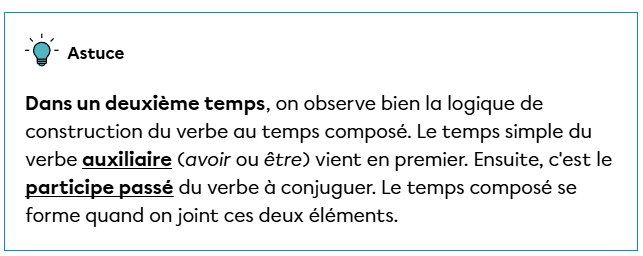 Astuce
Dans un deuxième temps, on observe bien la logique de
construction du verbe au temps composé. Le temps simple du
verbe auxiliaire (avoir ou être) vient en premier. Ensuite, c'est le
participe passé du verbe à conjuguer. Le temps composé se
forme quand on joint ces deux éléments.